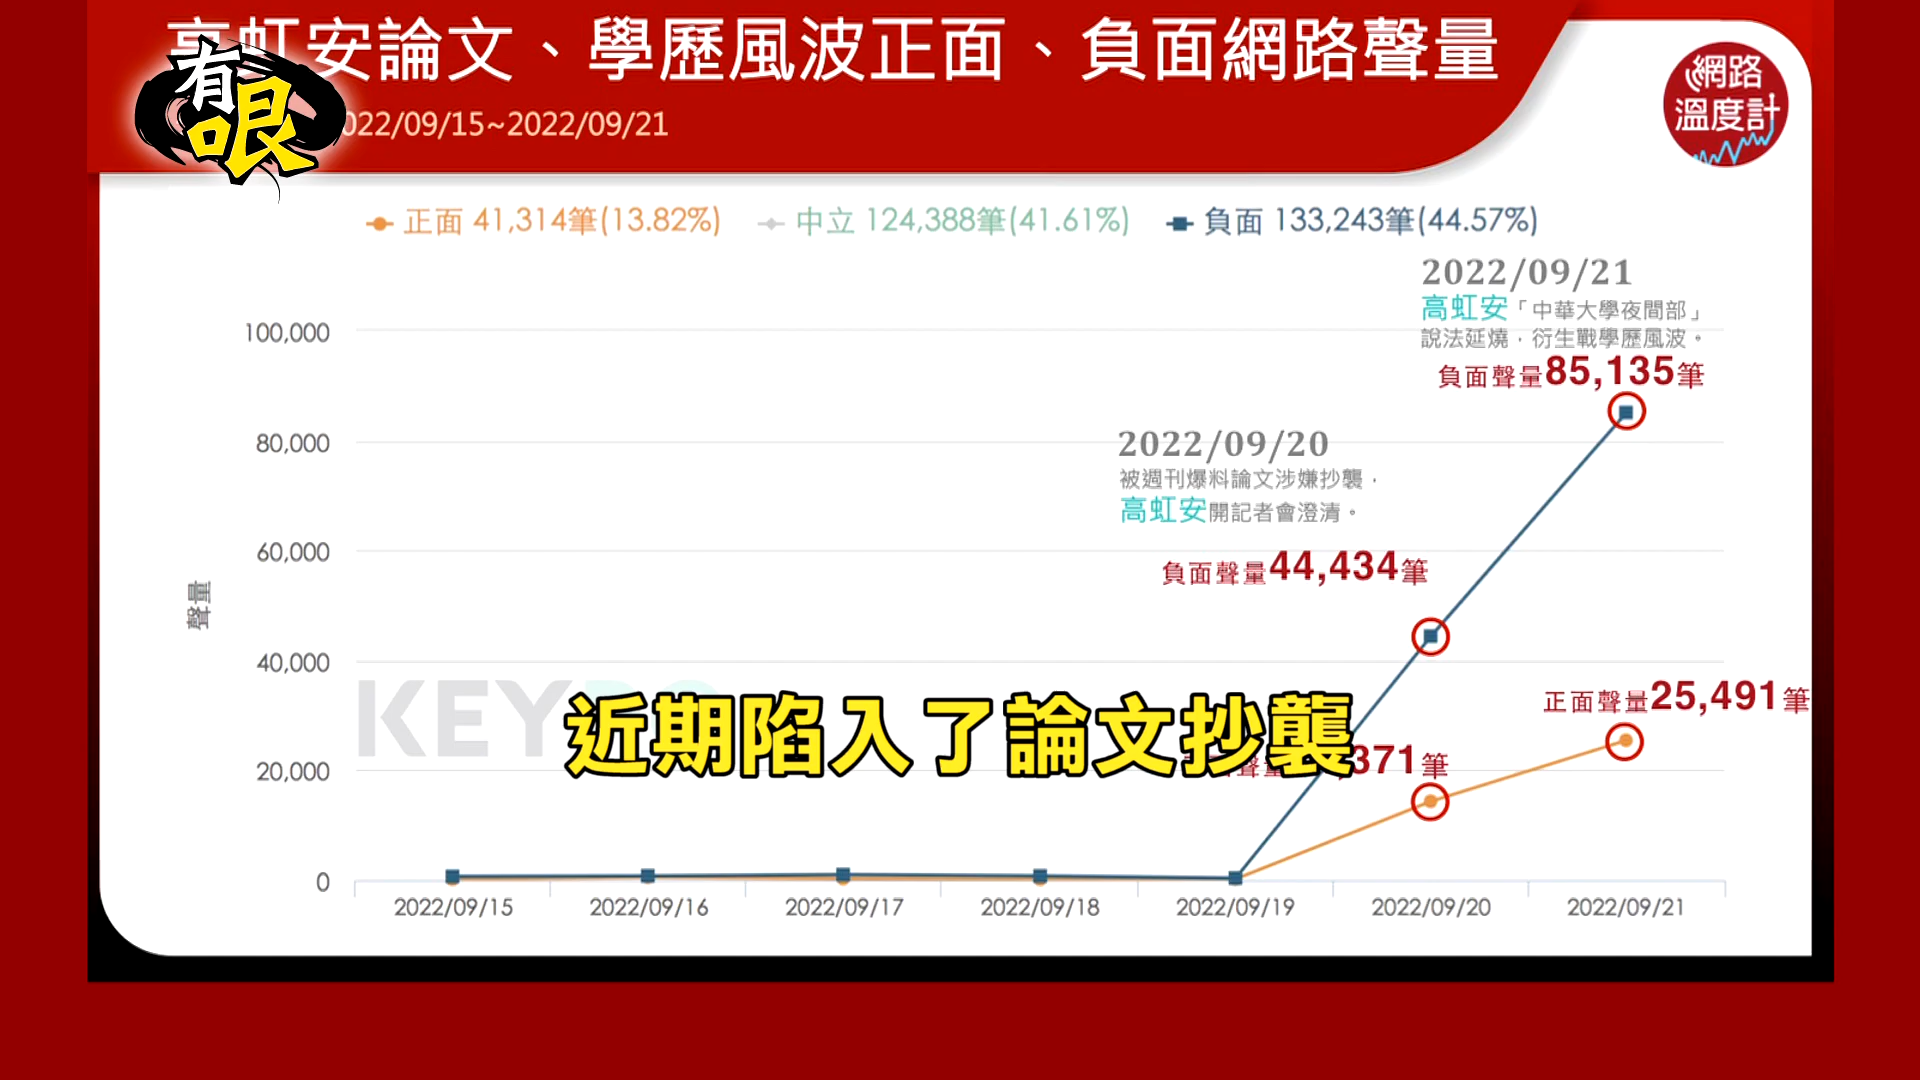 高虹安論文、學歷風波正面、負面網路聲量
有哏
022/09/15~2022/09/21
網路
溫度計
正面 41,314筆(13.82%)
中立 124,388筆(41.61%)
負面 133,243筆(44.57%)
2022/09/21
高虹安「中華大學夜間部」
說法延燒，衍生戰學歷風波。
負面聲量85,135筆
2022/09/20
被週刊爆料論文涉嫌抄襲，
高虹安開記者會澄清。
負面聲量44,434筆
正面聲量25,491筆
聲量
371筆
聲量
100,000
80,000
60,000
40,000
20,000
0
KEY
近期陷入了論文抄襲
2022/09/15
2022/09/16
2022/09/17
2022/09/18
2022/09/19
2022/09/20
2022/09/21